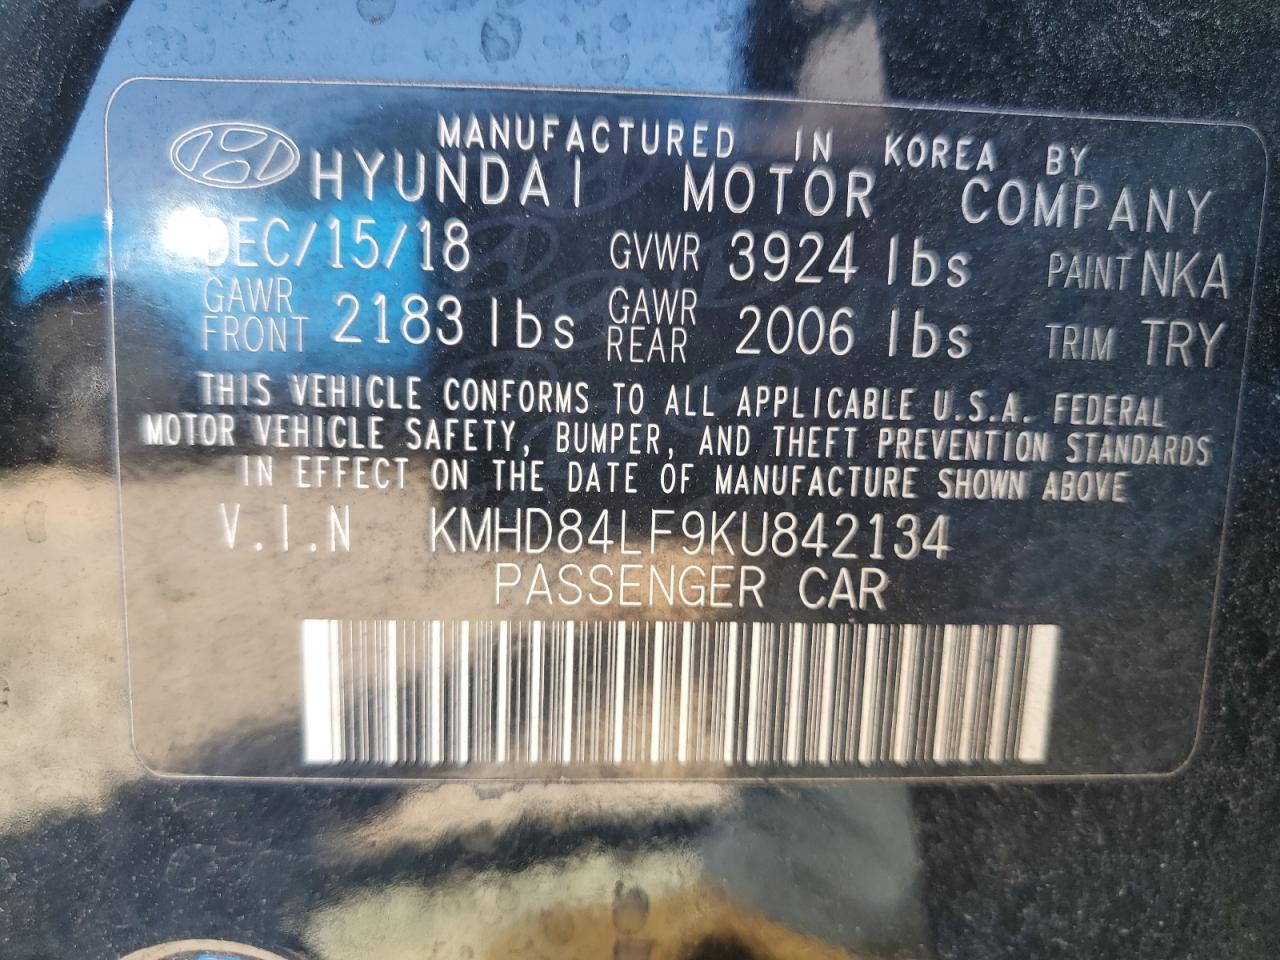 MANUFACTURED IN KOREA BY
HYUNDAI MOTOR COMPANY
DEC/15/18 GVWR 3924 lbs PAINT NKA
GAWR FRONT 2183 lbs GAWR REAR 2006 lbs TRIM TRY
THIS VEHICLE CONFORMS TO ALL APPLICABLE U.S.A. FEDERAL
MOTOR VEHICLE SAFETY, BUMPER, AND THEFT PREVENTION STANDARDS
IN EFFECT ON THE DATE OF MANUFACTURE SHOWN ABOVE
V.I.N KMHD84LF9KU842134
PASSENGER CAR